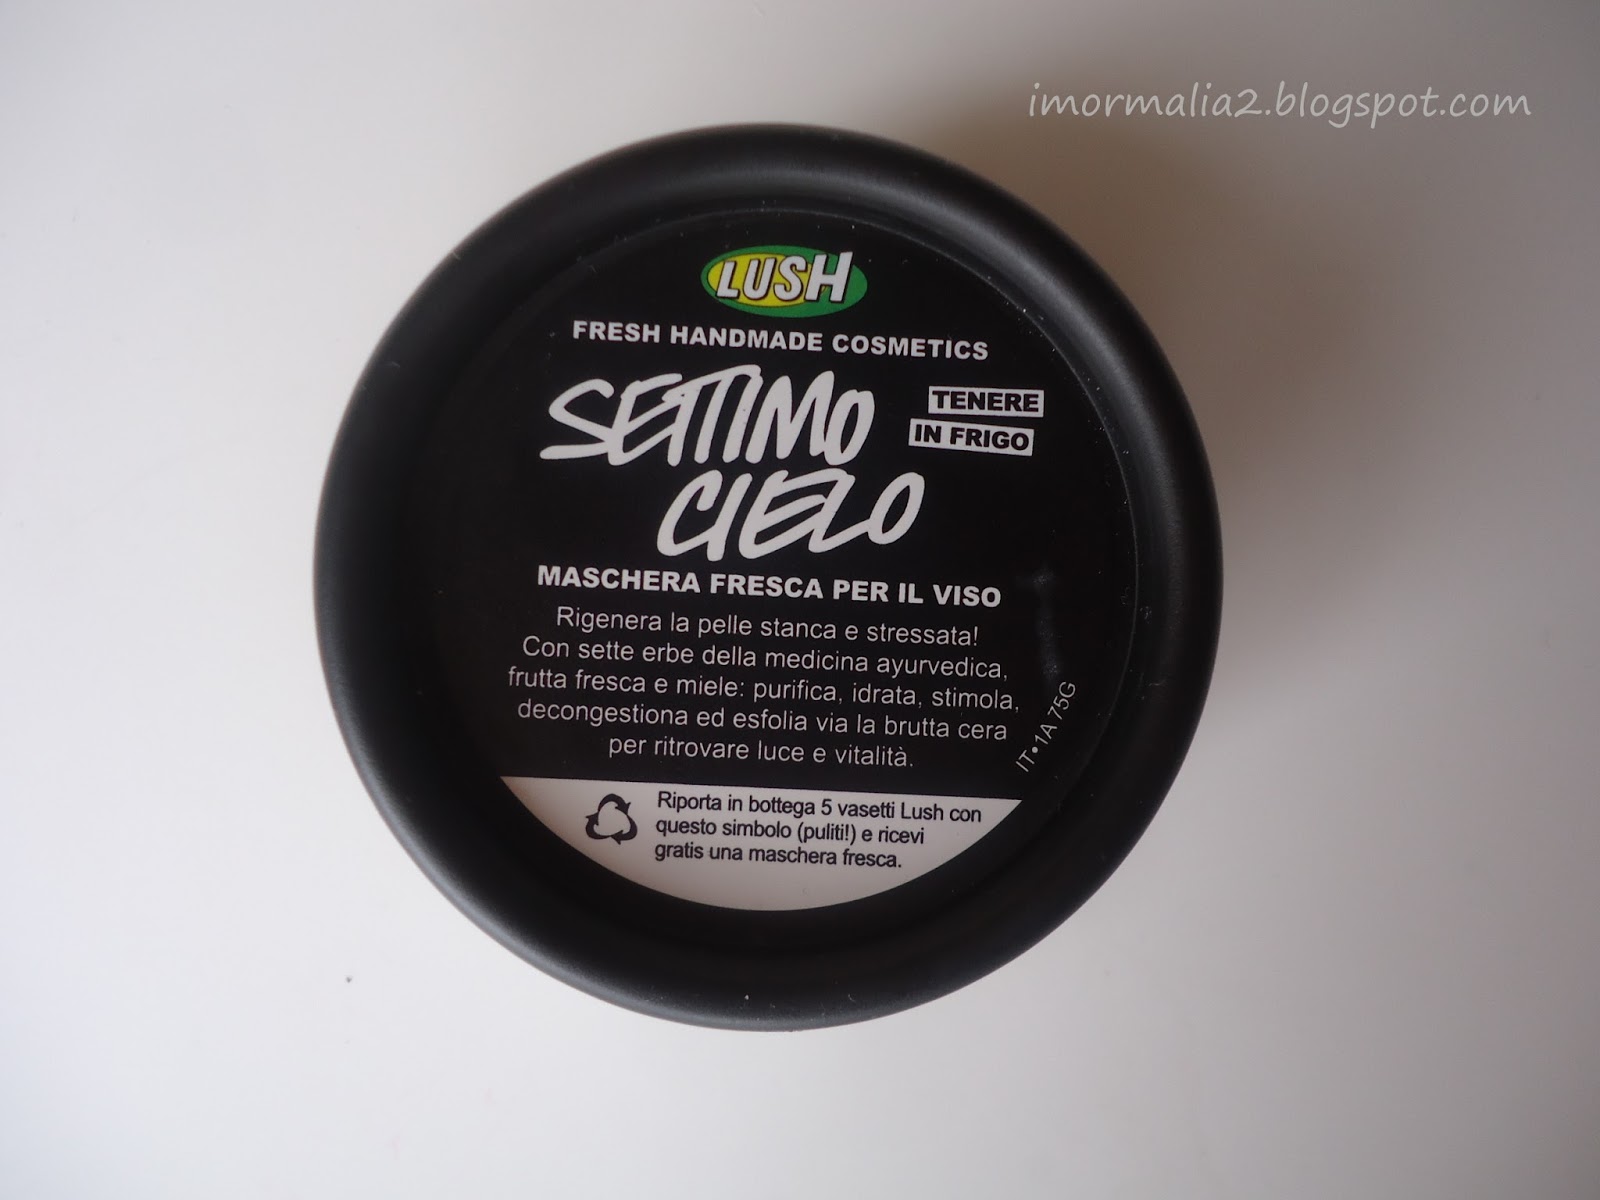 imormalia2.blogspot.com
LUSH
FRESH HANDMADE COSMETICS
SETTIMO
CIELO
TENERE
IN FRIGO
MASCHERA FRESCA PER IL VISO
Rigenera la pelle stanca e stressata!
Con sette erbe della medicina ayurvedica,
frutta fresca e miele: purifica, idrata, stimola,
decongestiona ed esfolia via la brutta cera
per ritrovare luce e vitalità.
IT•1A 75G
Riporta in bottega 5 vasetti Lush con
questo simbolo (puliti!) e ricevi
gratis una maschera fresca.